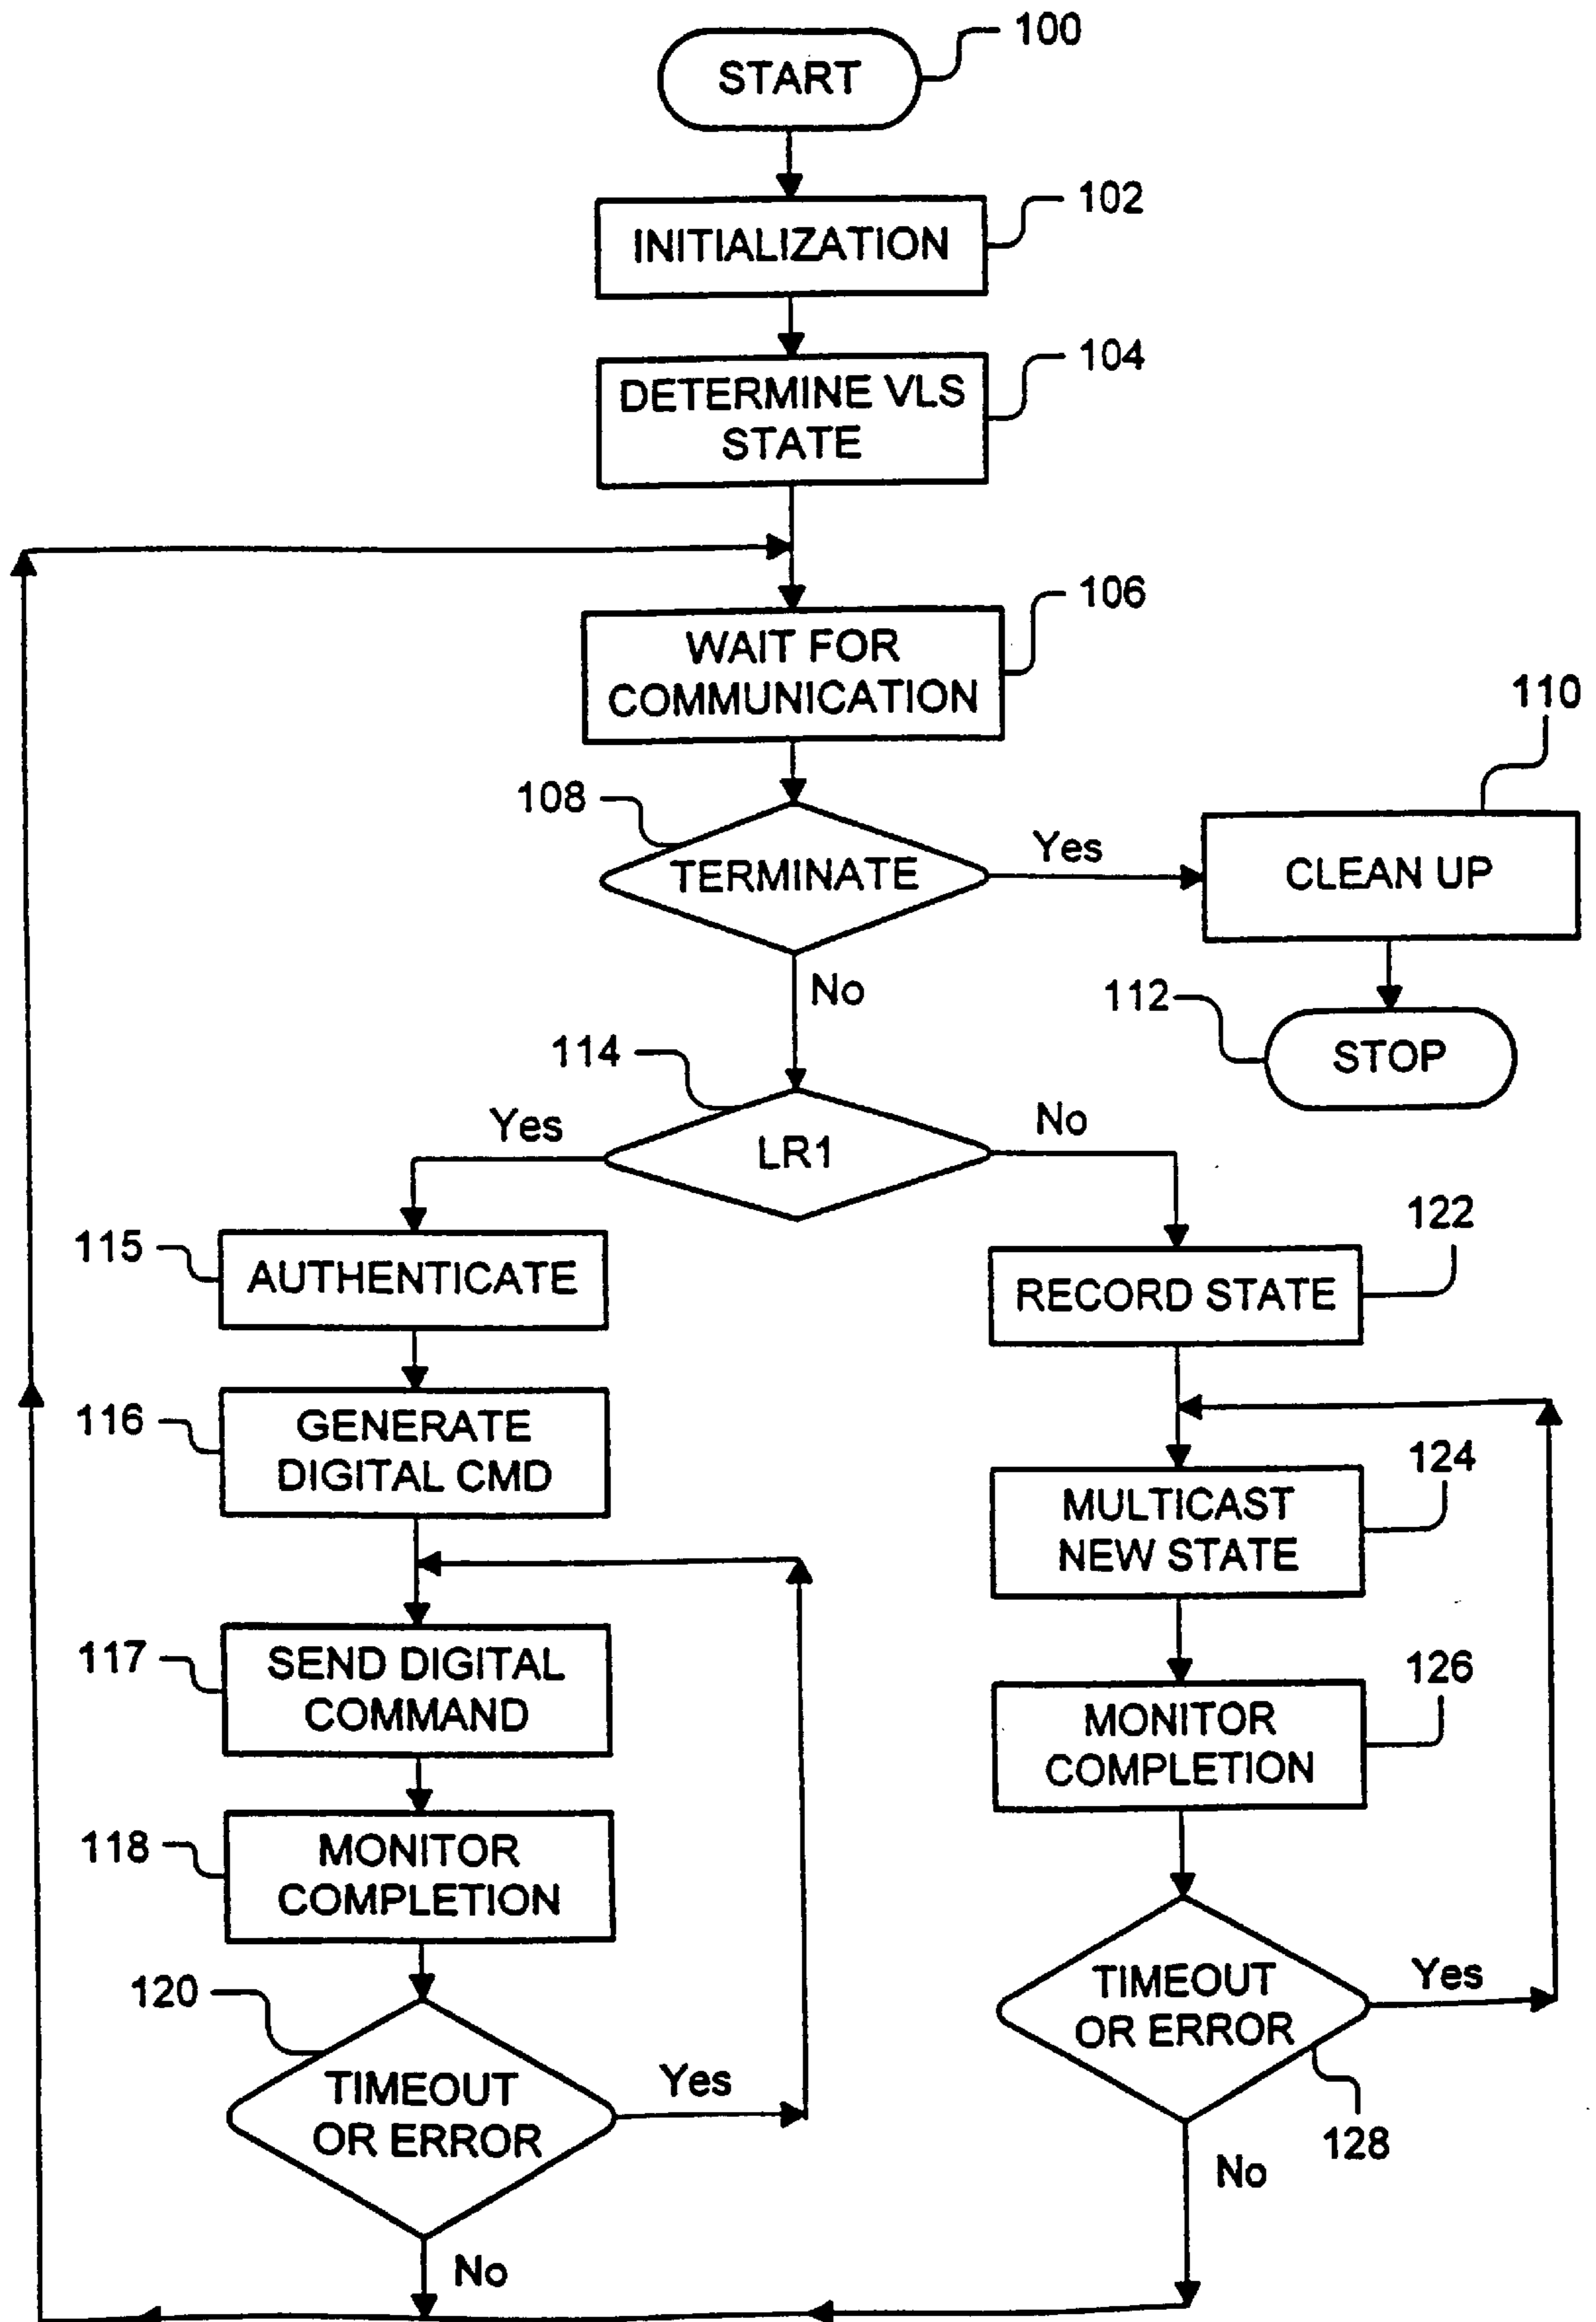 100
START
102
INITIALIZATION
104
DETERMINE VLS
STATE
106
WAIT FOR
COMMUNICATION
110
108
TERMINATE
Yes
CLEAN UP
No
112
STOP
114
Yes
LR1
No
115
AUTHENTICATE
122
RECORD STATE
116
GENERATE
DIGITAL CMD
124
MULTICAST
NEW STATE
117
SEND DIGITAL
COMMAND
126
MONITOR
COMPLETION
118
MONITOR
COMPLETION
120
TIMEOUT
OR ERROR
Yes
TIMEOUT
OR ERROR
Yes
128
No
No